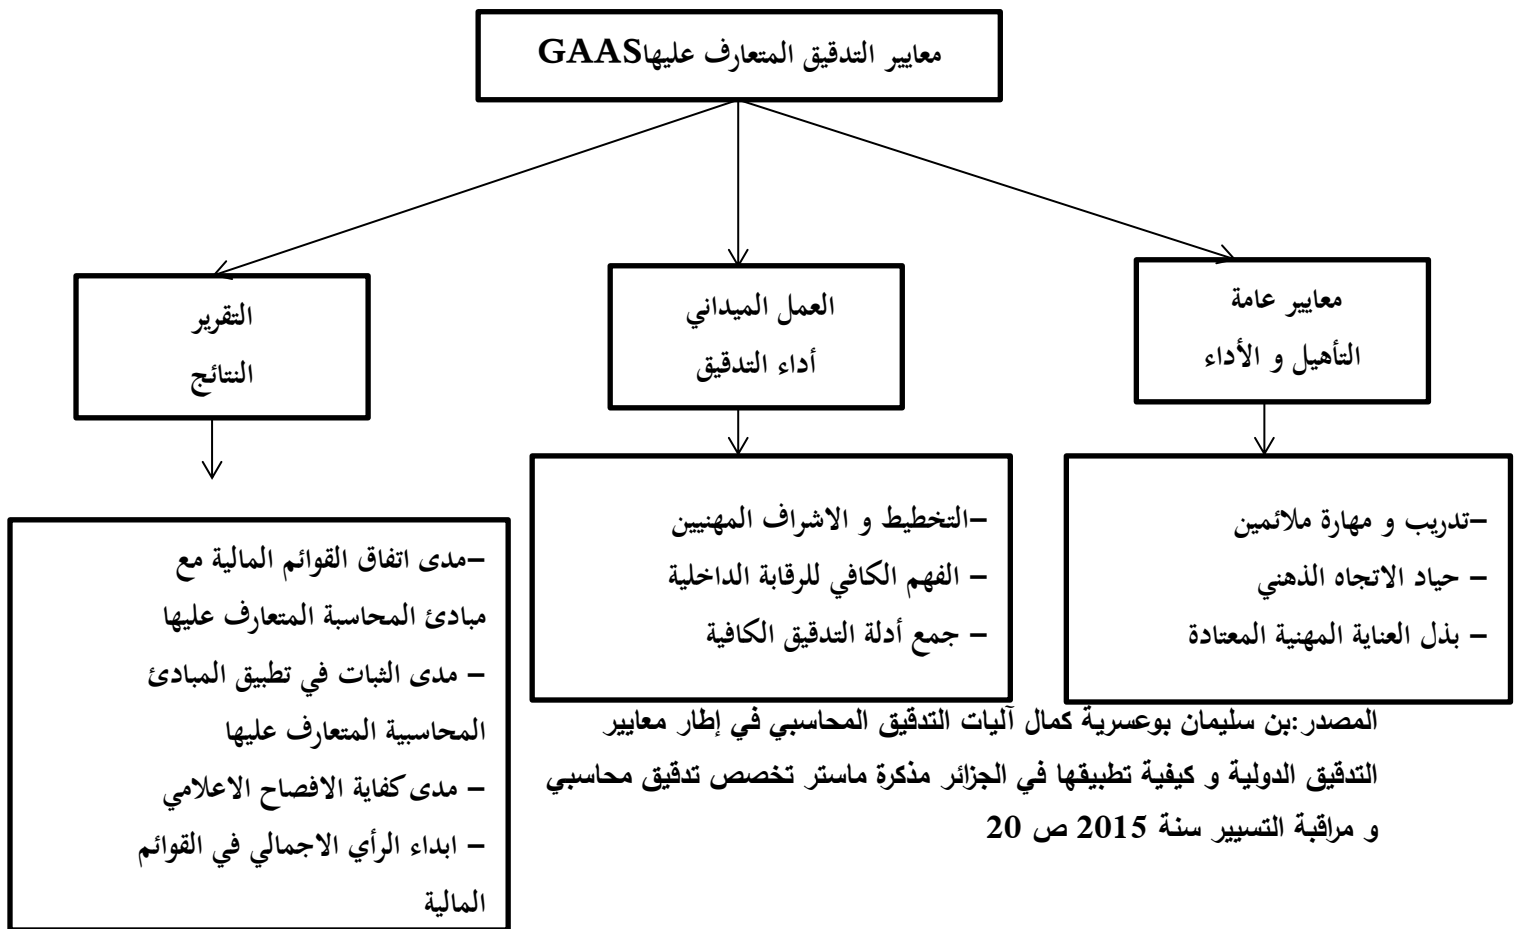 معايير التدقيق المتعارف عليهاGAAS
معايير عامة
التأهيل و الأداء
العمل الميداني
أداء التدقيق
التقرير
النتائج
–تدريب و مهارة ملائمين
– حياد الاتجاه الذهني
– بذل العناية المهنية المعتادة
–التخطيط و الاشراف المهنيين
– الفهم الكافي للرقابة الداخلية
– جمع أدلة التدقيق الكافية
–مدى اتفاق القوائم المالية مع
مبادئ المحاسبة المتعارف عليها
– مدى الثبات في تطبيق المبادئ
المحاسبية المتعارف عليها
– مدى كفاية الافصاح الاعلامي
– ابداء الرأي الاجمالي في القوائم
المالية
المصدر:بن سليمان بوعسرية كمال آليات التدقيق المحاسبي في إطار معايير
التدقيق الدولية و كيفية تطبيقها في الجزائر مذكرة ماستر تخصص تدقيق محاسبي
و مراقبة التسيير سنة 2015 ص 20